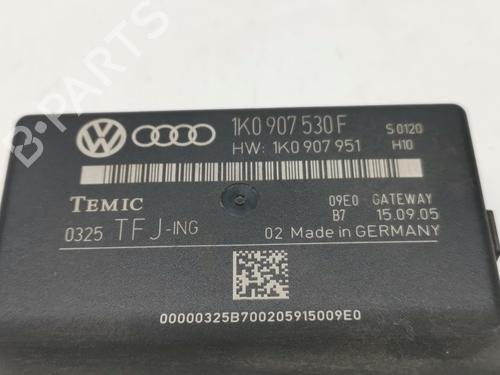 1K0 907 530 F S 0120
HW: 1K0 907 951 H10
TEMIC 09E0 GATEWAY
B7 15.09.05
0325 TFJ-ING 02 Made in GERMANY
00000325B700205915009E0
B-PARTS